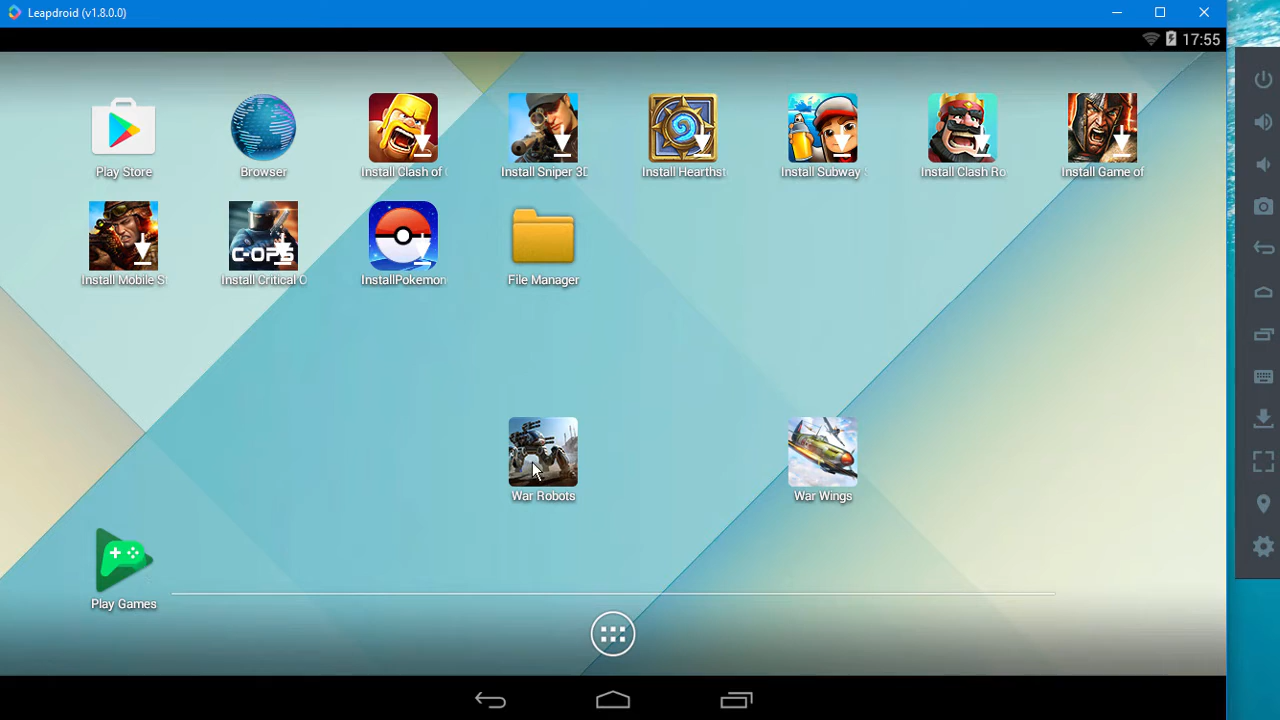 Leapdroid (v1.8.0.0)
17:55
Play Store
Browser
Install Clash of
Install Sniper 3D
Install Hearthst
Install Subway
Install Clash Ro
Install Game of
Install Mobile S
Install Critical O
InstallPokemon
File Manager
C-OPS
War Robots
War Wings
Play Games